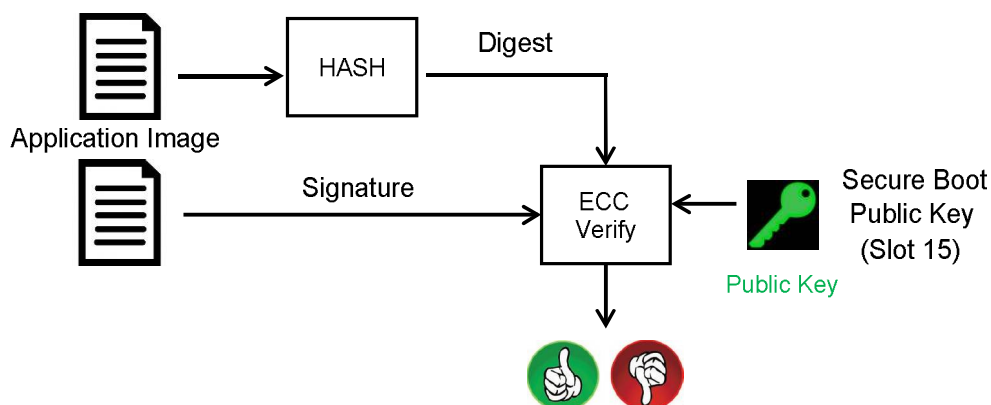 Digest
HASH
Application Image
Signature
ECC
Verify
Secure Boot
Public Key
(Slot 15)
Public Key